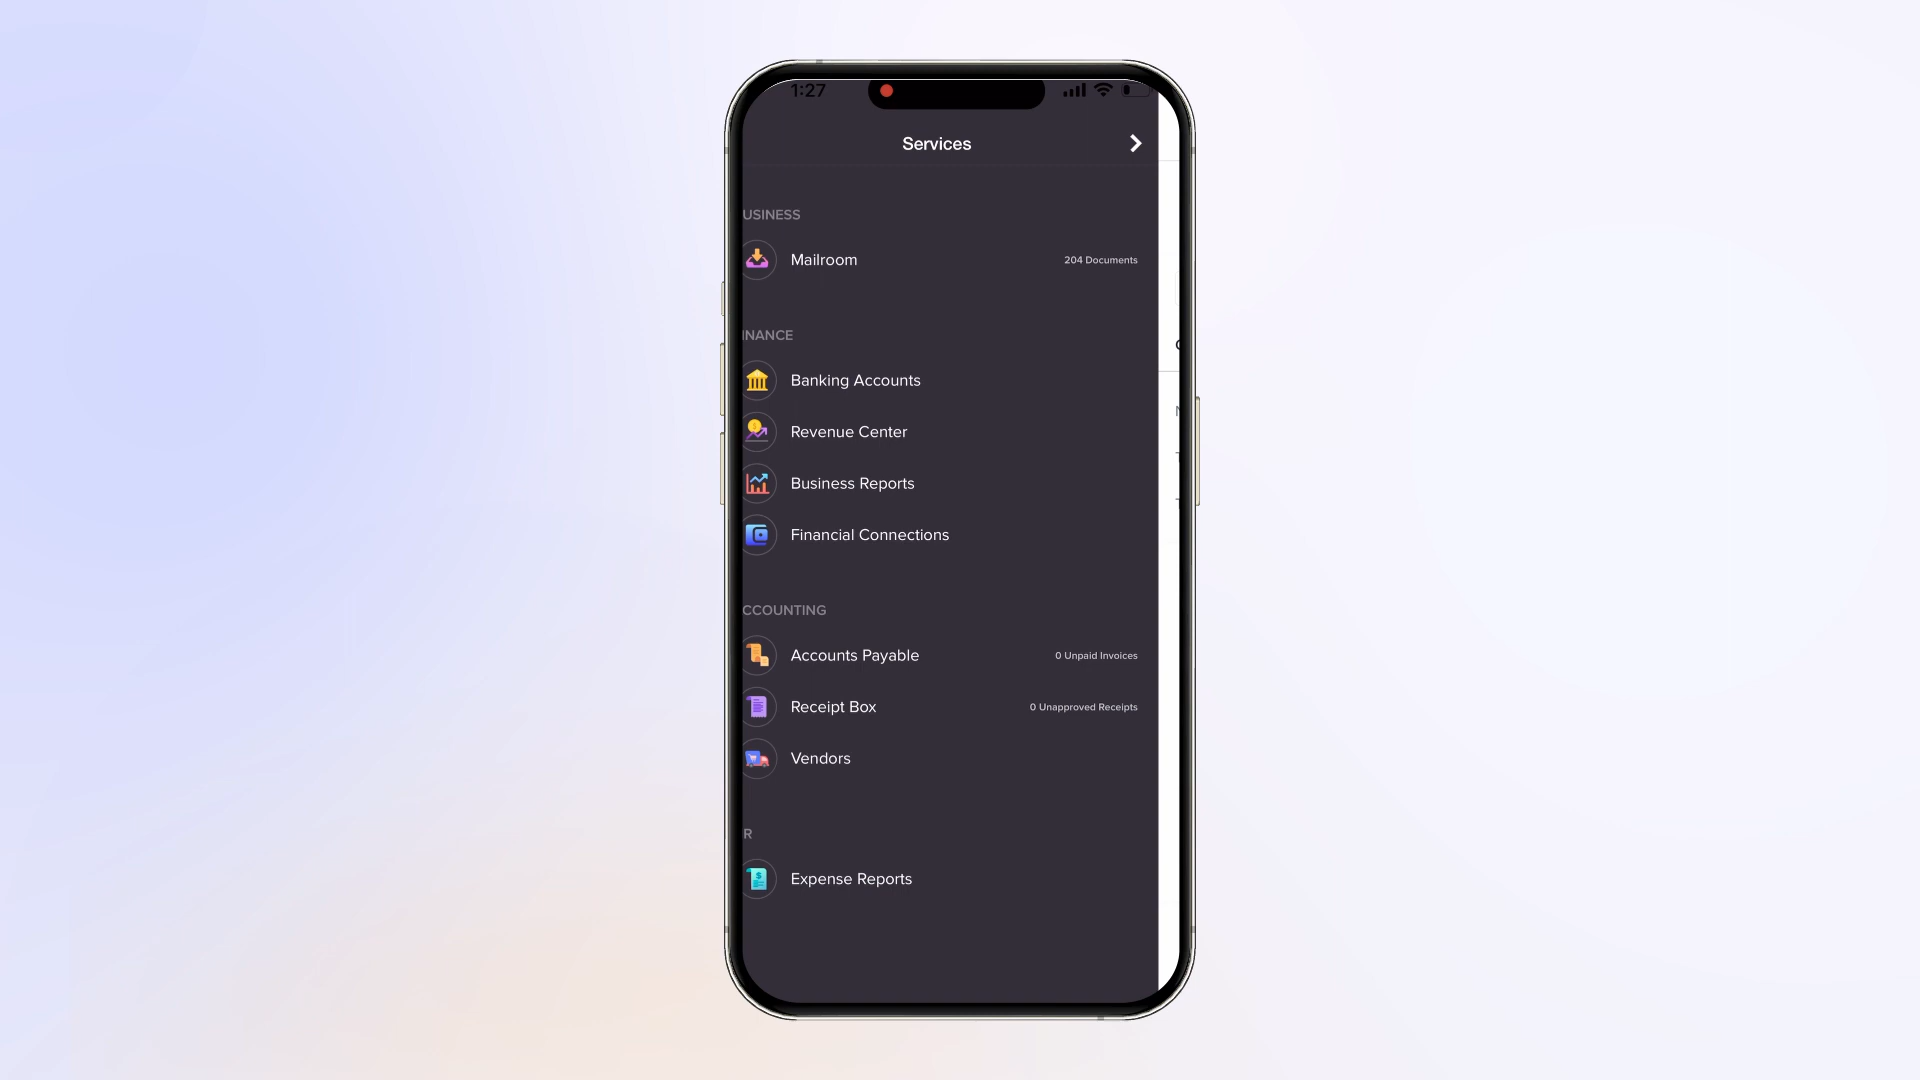 1:27
Services
USINESS
Mailroom 204 Documents
INANCE
Banking Accounts
Revenue Center
Business Reports
Financial Connections
CCOUNTING
Accounts Payable 0 Unpaid Invoices
Receipt Box 0 Unapproved Receipts
Vendors
R
Expense Reports